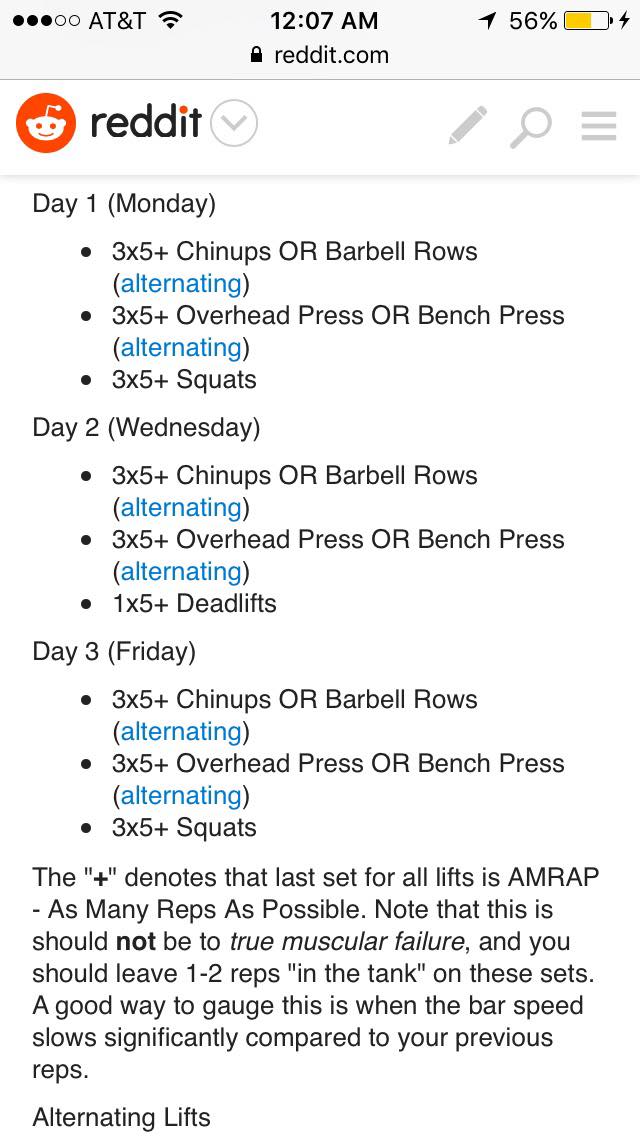 AT&T 12:07 AM 56%
reddit.com
reddit
Day 1 (Monday)
• 3x5+ Chinups OR Barbell Rows
(alternating)
• 3x5+ Overhead Press OR Bench Press
(alternating)
• 3x5+ Squats
Day 2 (Wednesday)
• 3x5+ Chinups OR Barbell Rows
(alternating)
• 3x5+ Overhead Press OR Bench Press
(alternating)
• 1x5+ Deadlifts
Day 3 (Friday)
• 3x5+ Chinups OR Barbell Rows
(alternating)
• 3x5+ Overhead Press OR Bench Press
(alternating)
• 3x5+ Squats
The "+" denotes that last set for all lifts is AMRAP
- As Many Reps As Possible. Note that this is
should not be to true muscular failure, and you
should leave 1-2 reps "in the tank" on these sets.
A good way to gauge this is when the bar speed
slows significantly compared to your previous
reps.
Alternating Lifts